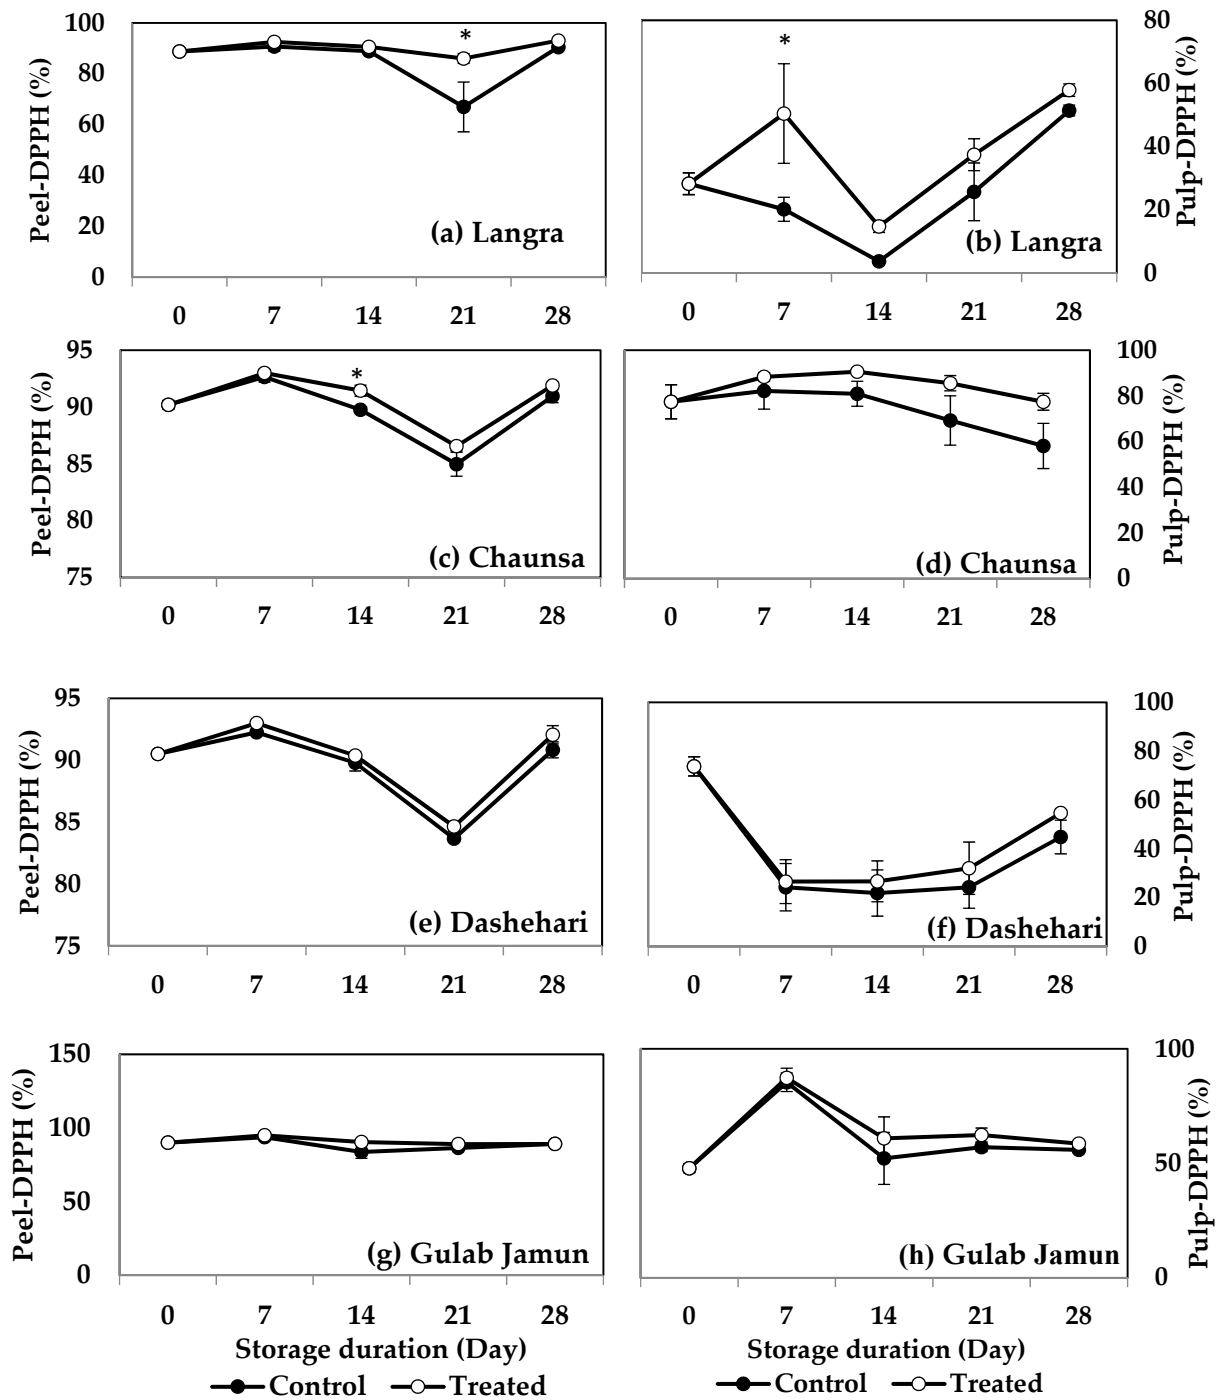 100
80
60
40
20
0
Peel-DPPH (%)
*
(a) Langra
0 7 14 21 28
80
60
40
20
0
Pulp-DPPH (%)
*
(b) Langra
0 7 14 21 28
95
90
85
80
75
Peel-DPPH (%)
*
(c) Chaunsa
0 7 14 21 28
100
80
60
40
20
0
Pulp-DPPH (%)
(d) Chaunsa
0 7 14 21 28
95
90
85
80
75
Peel-DPPH (%)
(e) Dashehari
0 7 14 21 28
100
80
60
40
20
0
Pulp-DPPH (%)
(f) Dashehari
0 7 14 21 28
150
100
50
0
Peel-DPPH (%)
(g) Gulab Jamun
0 7 14 21 28
Storage duration (Day)
Control Treated
100
50
0
Pulp-DPPH (%)
(h) Gulab Jamun
0 7 14 21 28
Storage duration (Day)
Control Treated